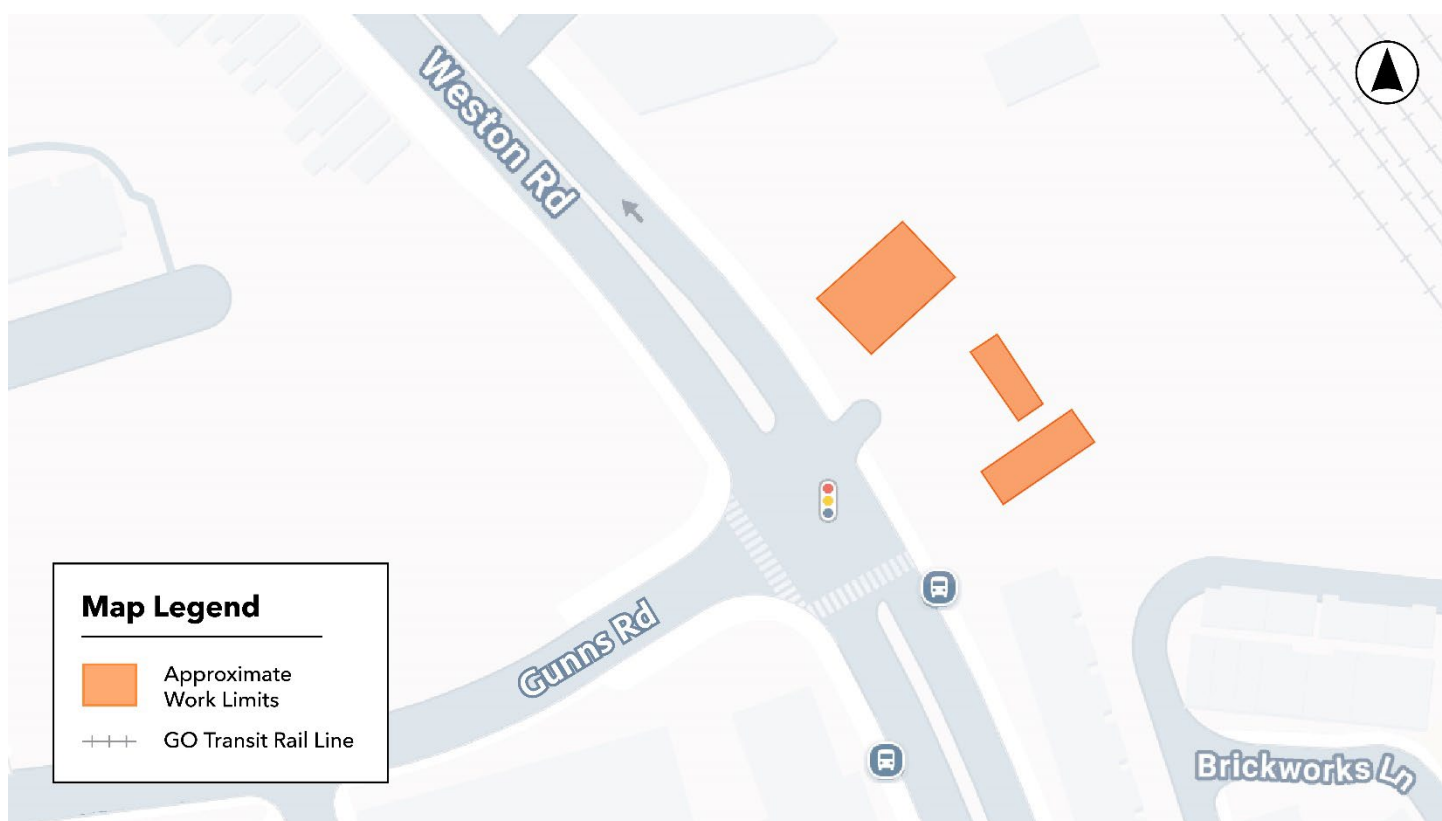 Weston Rd
Gunns Rd
Brickworks Ln
Map Legend
Approximate
Work Limits
GO Transit Rail Line